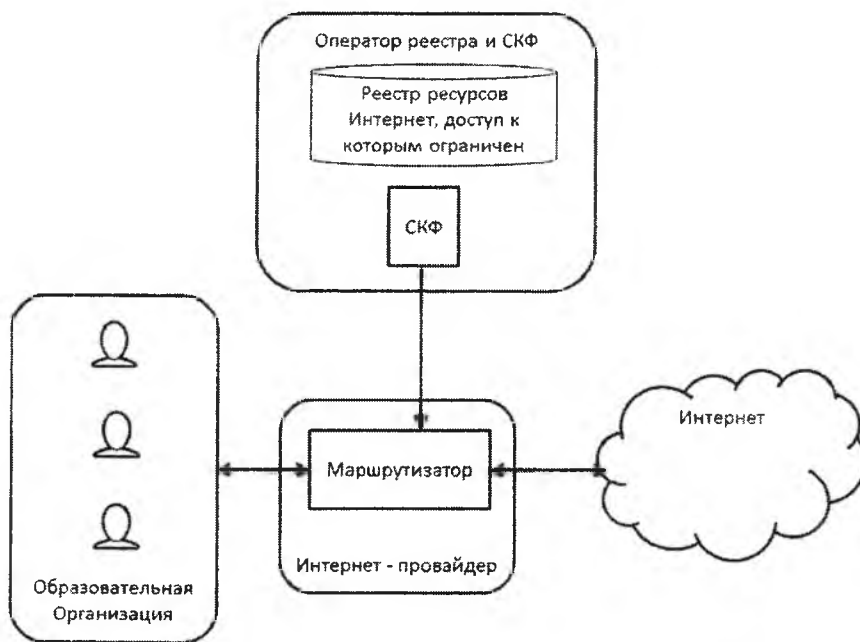 Оператор реестра и СКФ
Реестр ресурсов
Интернет, доступ к
которым ограничен
СКФ
Интернет
Маршрутизатор
Интернет - провайдер
Образовательная
Организация